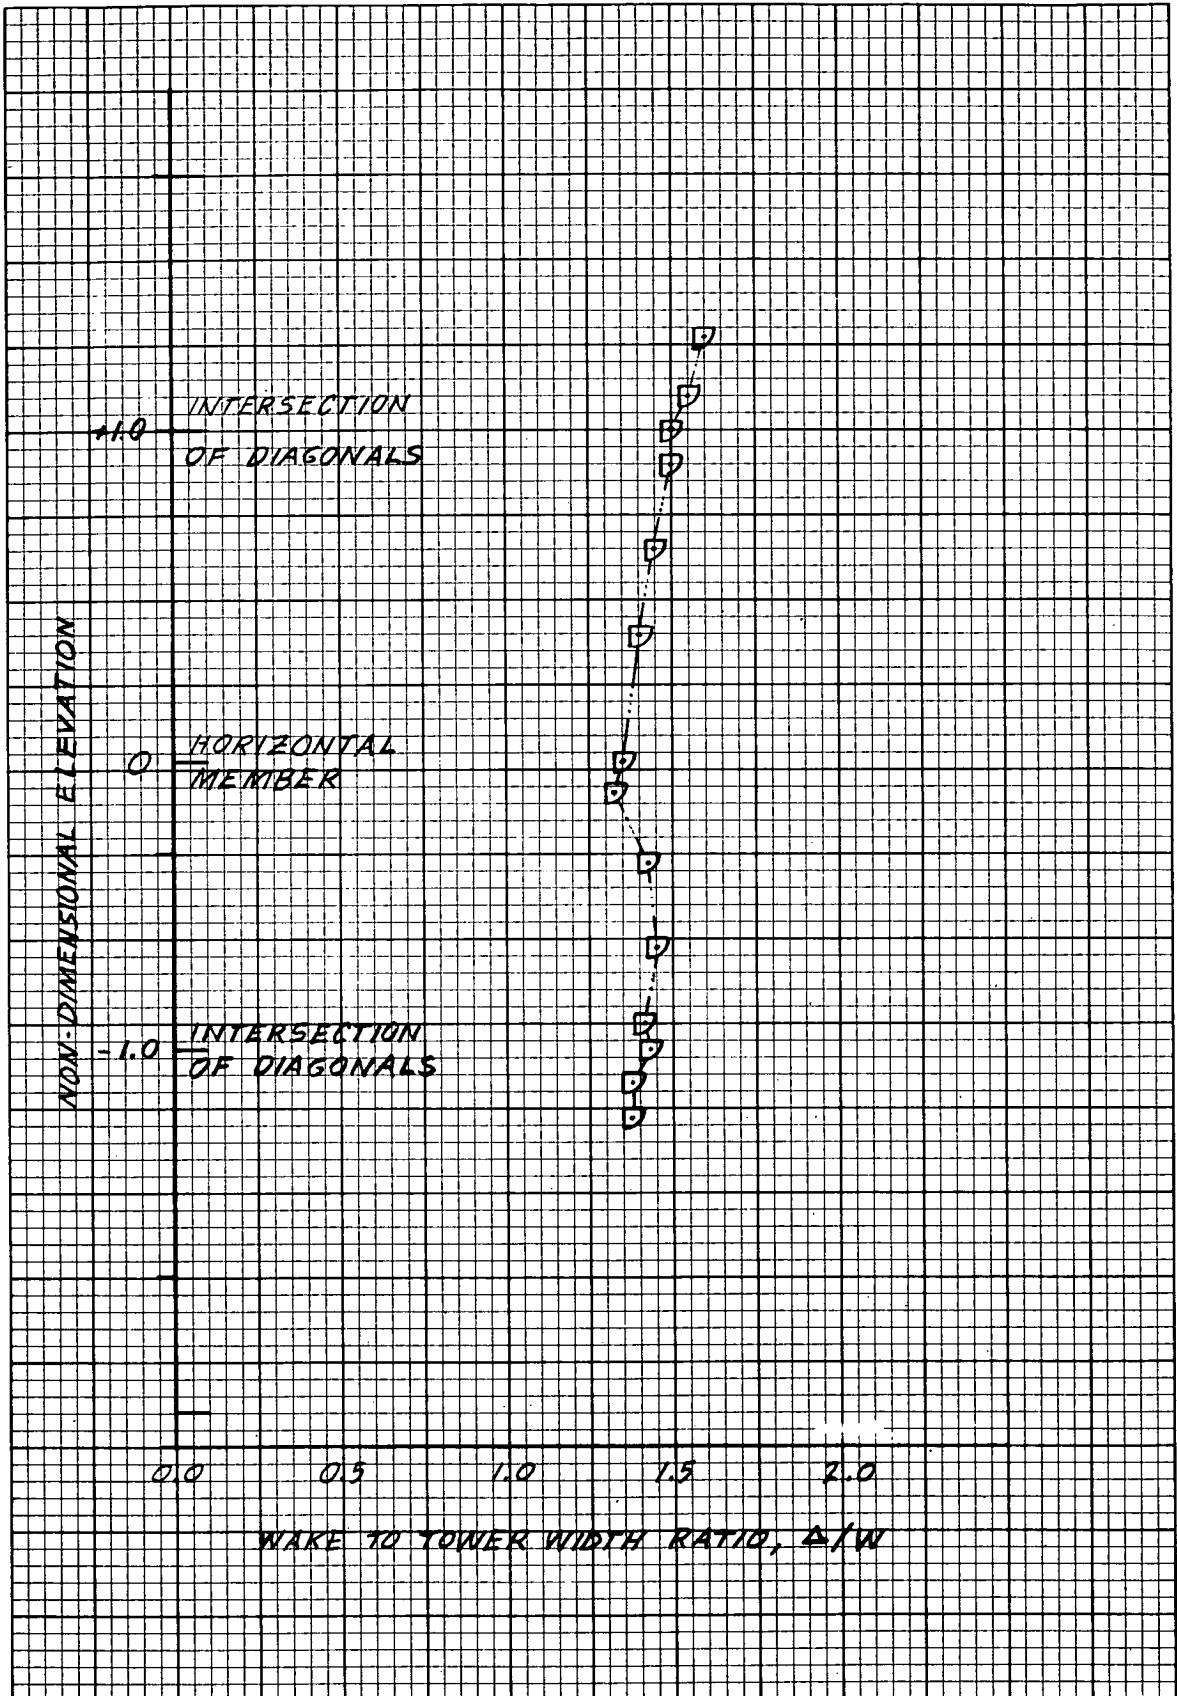 INTERSECTION
+1.0
OF DIAGONALS
HORIZONTAL
0
MEMBER
NON-DIMENSIONAL ELEVATION
INTERSECTION
-1.0
OF DIAGONALS
0.0 0.5 1.0 1.5 2.0
WAKE TO TOWER WIDTH RATIO, Δ/W